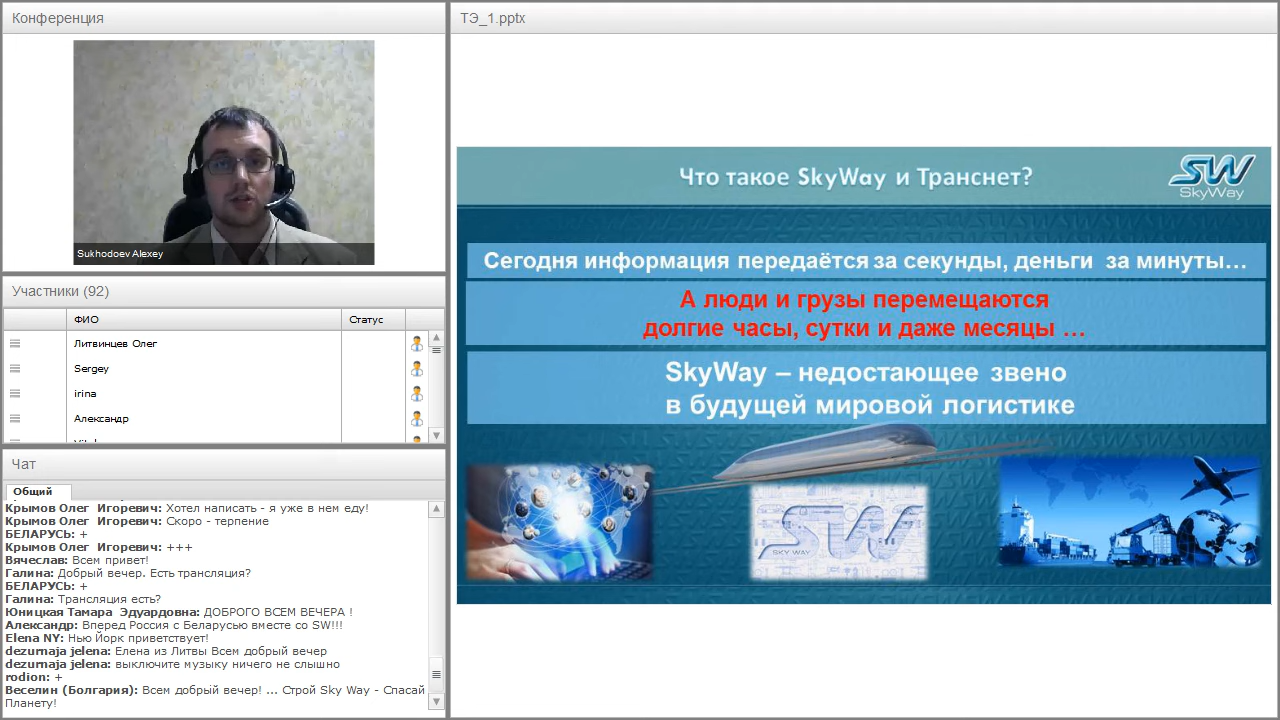 Конференция
Sukhodoev Alexey
Участники (92)
ФИО
Статус
Литвинцев Олег
Sergey
irina
Александр
Чат
Общий
Крымов Олег Игоревич: Хотел написать - я уже в нем еду!
Крымов Олег Игоревич: Скоро - терпение
БЕЛАРУСЬ: +
Крымов Олег Игоревич: +++
Вячеслав: Всем привет!
Галина: Добрый вечер. Есть трансляция?
БЕЛАРУСЬ: +
Галина: Трансляция есть?
Юницкая Тамара Эдуардовна: ДОБРОГО ВСЕМ ВЕЧЕРА !
Александр: Вперед Россия с Беларусью вместе со SW!!!
Elena NY: Нью Йорк приветствует!
dezurnaja jelena: Елена из Литвы Всем добрый вечер
dezurnaja jelena: выключите музыку ничего не слышно
rodion: +
Веселин (Болгария): Всем добрый вечер! ... Строй Sky Way - Спасай
Планету!
ТЭ_1.pptx
Что такое SkyWay и Транснет?
SW
SkyWay
Сегодня информация передаётся за секунды, деньги за минуты...
А люди и грузы перемещаются
долгие часы, сутки и даже месяцы ...
SkyWay – недостающее звено
в будущей мировой логистике
SW
SKY WAY